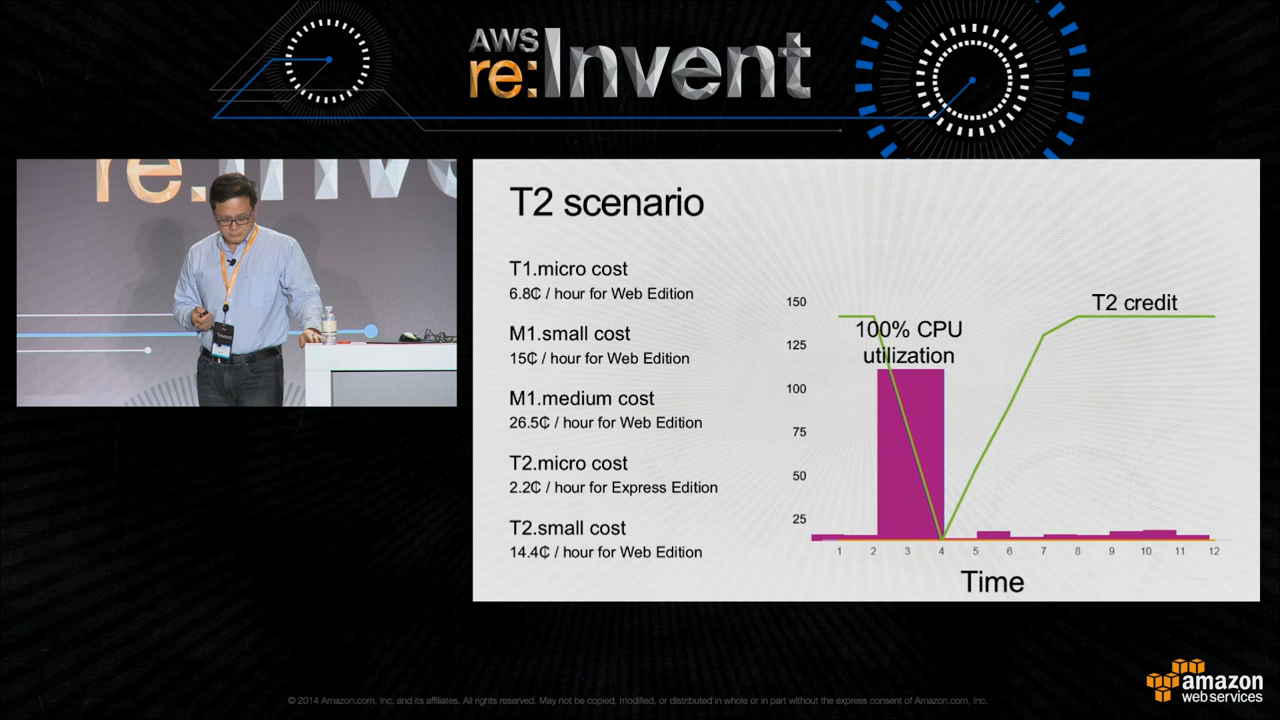 AWS
re:Invent
re:Inv
T2 scenario
T1.micro cost
6.8₵ / hour for Web Edition
M1.small cost
15₵ / hour for Web Edition
M1.medium cost
26.5₵ / hour for Web Edition
T2.micro cost
2.2₵ / hour for Express Edition
T2.small cost
14.4₵ / hour for Web Edition
T2 credit
100% CPU
utilization
150
125
100
75
50
25
1 2 3 4 5 6 7 8 9 10 11 12
Time
amazon
web services
© 2014 Amazon.com, Inc. and its affiliates. All rights reserved. May not be copied, modified, or distributed in whole or in part without the express consent of Amazon.com, Inc.